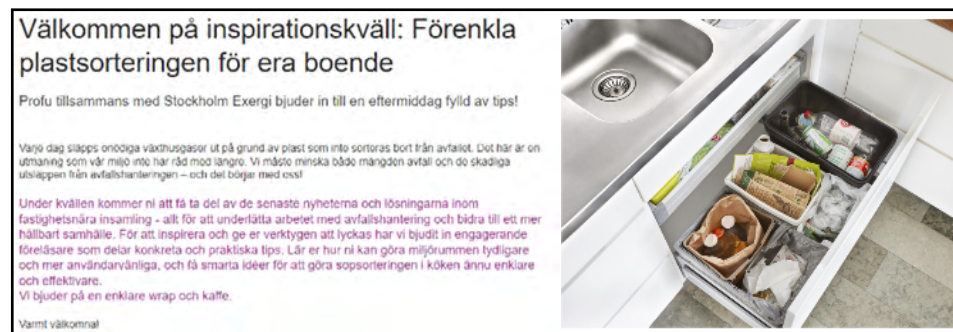 Välkommen på inspirationskväll: Förenkla
plastsorteringen för era boende
Profu tillsammans med Stockholm Exergi bjuder in till en eftermiddag fylld av tips!
Varje dag släpps onödiga växthusgasor ut på grund av plast som inte sorteras bort från avfallet. Det här är en
utmaning som vår miljö inte har råd med längre. Vi måste minska både mängden avfall och de skadliga
utsläppen från avfallshanteringen – och det börjar med oss!
Under kvällen kommer ni att få ta del av de senaste nyheterna och lösningarna inom
fastighetsnära insamling - allt för att underlätta arbetet med avfallshantering och bidra till ett mer
hållbart samhälle. För att inspirera och ge er verktygen att lyckas har vi bjudit in engagerande
föreläsare som delar konkreta och praktiska tips. Lär er hur ni kan göra miljörummen tydligare
och mer användarvänliga, och få smarta idéer för att göra sopsorteringen i köken ännu enklare
och effektivare.
Vi bjuder på en enklare wrap och kaffe.
Varmt välkomna!